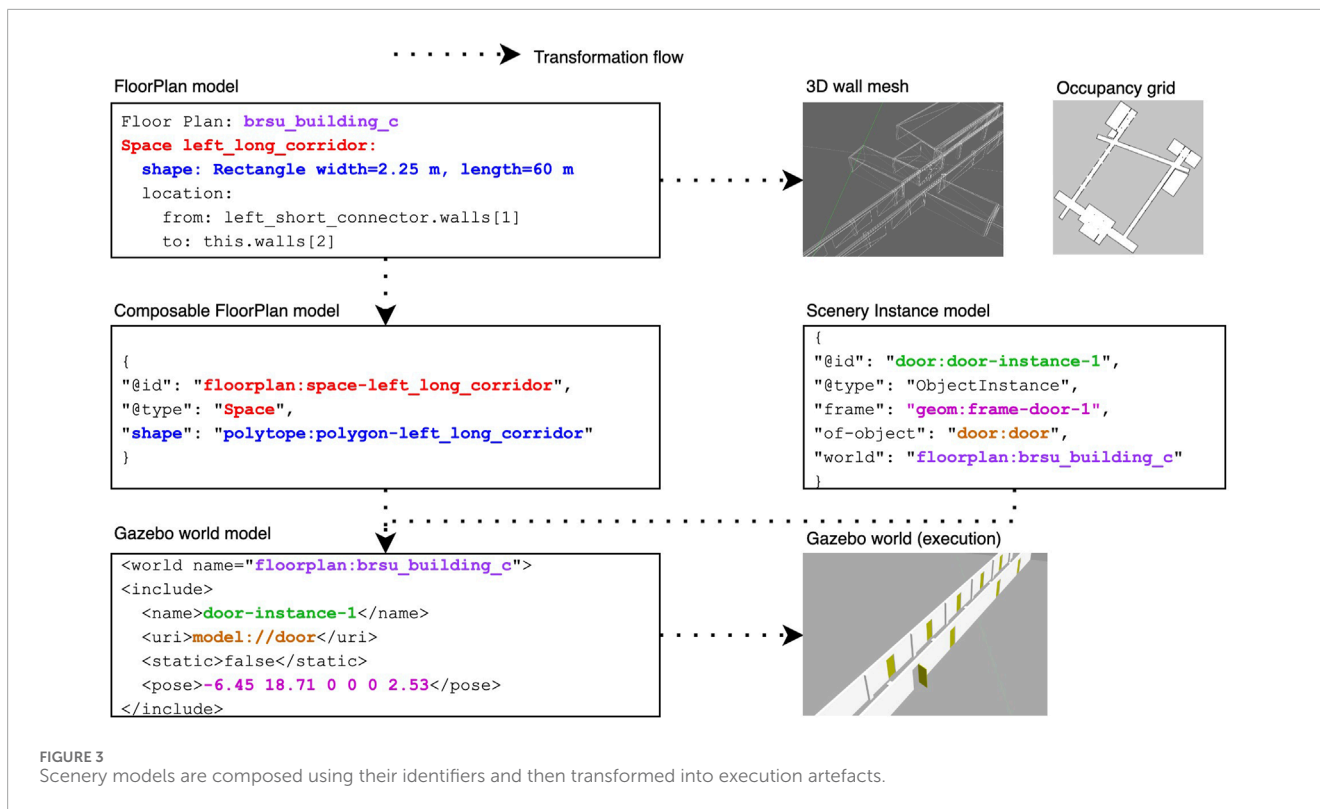 Transformation flow
FloorPlan model
Floor Plan: brsu_building_c
Space left_long_corridor:
shape: Rectangle width=2.25 m, length=60 m
location:
from: left_short_connector.walls[1]
to: this.walls[2]
3D wall mesh
Occupancy grid
Composable FloorPlan model
{
"@id": "floorplan:space-left_long_corridor",
"@type": "Space",
"shape": "polytope:polygon-left_long_corridor"
}
Scenery Instance model
{
"@id": "door:door-instance-1",
"@type": "ObjectInstance",
"frame": "geom:frame-door-1",
"of-object": "door:door",
"world": "floorplan:brsu_building_c"
}
Gazebo world model
<world name="floorplan:brsu_building_c">
<include>
<name>door-instance-1</name>
<uri>model://door</uri>
<static>false</static>
<pose>-6.45 18.71 0 0 0 2.53</pose>
</include>
Gazebo world (execution)
FIGURE 3
Scenery models are composed using their identifiers and then transformed into execution artefacts.